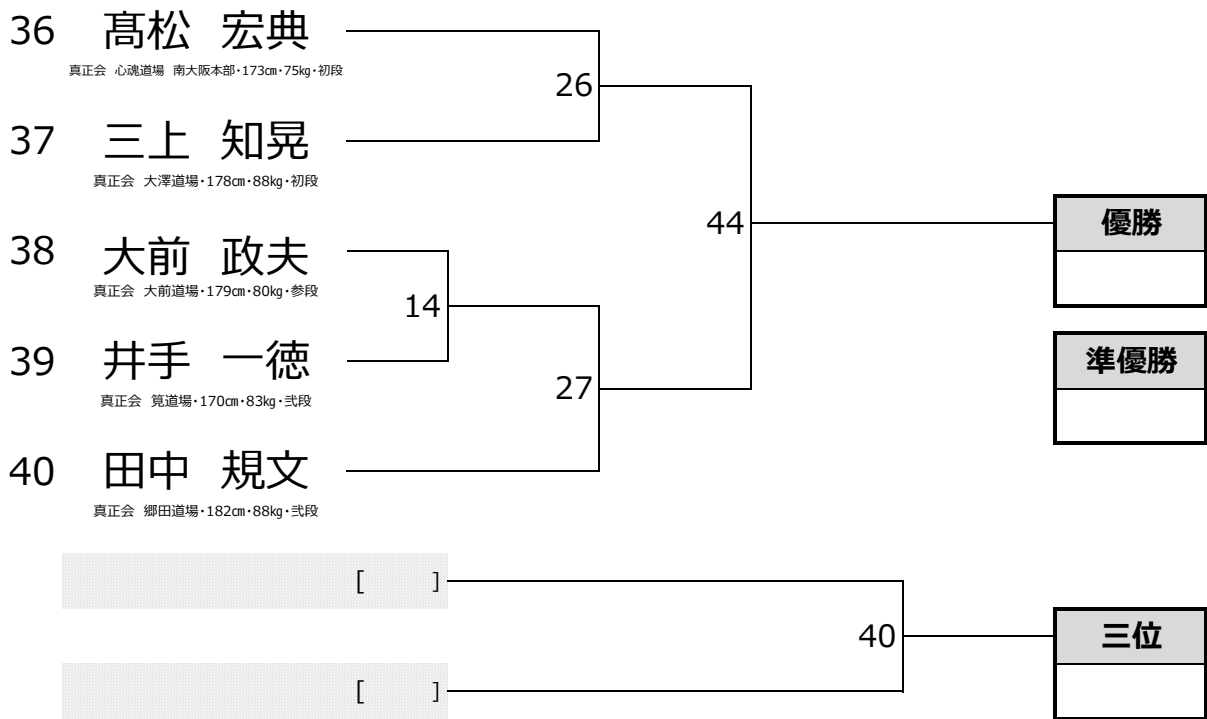 36 髙松 宏典
真正会 心魂道場 南大阪本部・173㎝・75㎏・初段
26
37 三上 知晃
真正会 大澤道場・178㎝・88㎏・初段
44
優勝
38 大前 政夫
真正会 大前道場・179㎝・80㎏・参段
14
39 井手 一徳
真正会 筧道場・170㎝・83㎏・弐段
27
準優勝
40 田中 規文
真正会 郷田道場・182㎝・88㎏・弐段
[ ]
40
三位
[ ]